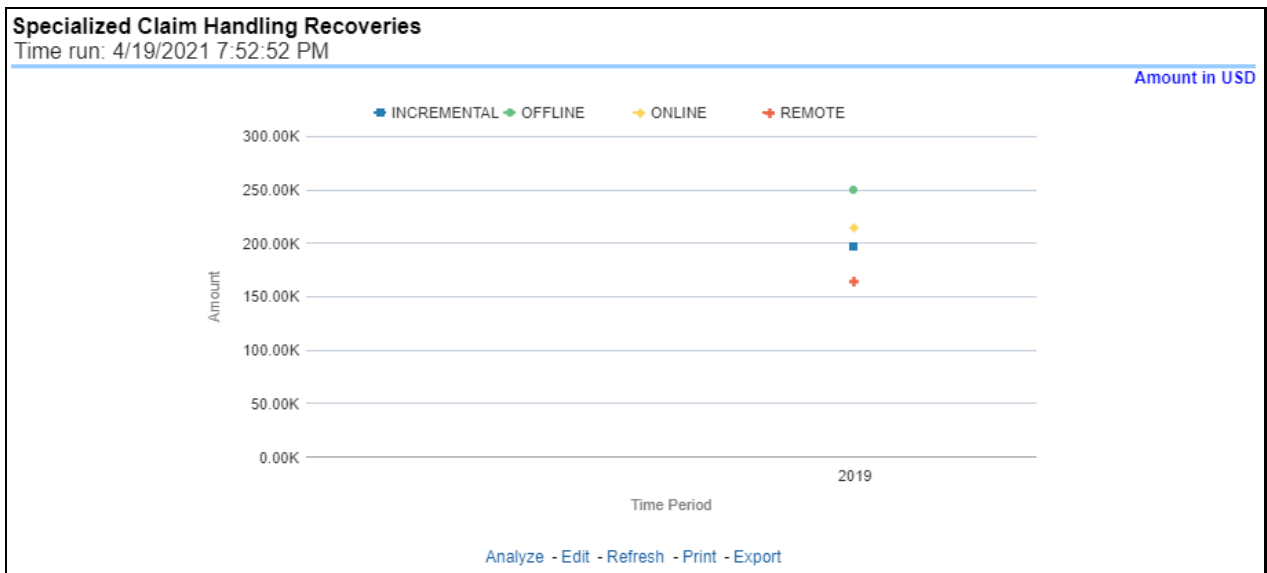 Specialized Claim Handling Recoveries
Time run: 4/19/2021 7:52:52 PM
Amount in USD
INCREMENTAL OFFLINE ONLINE REMOTE
300.00K
250.00K
200.00K
150.00K
100.00K
50.00K
0.00K
Amount
2019
Time Period
Analyze - Edit - Refresh - Print - Export